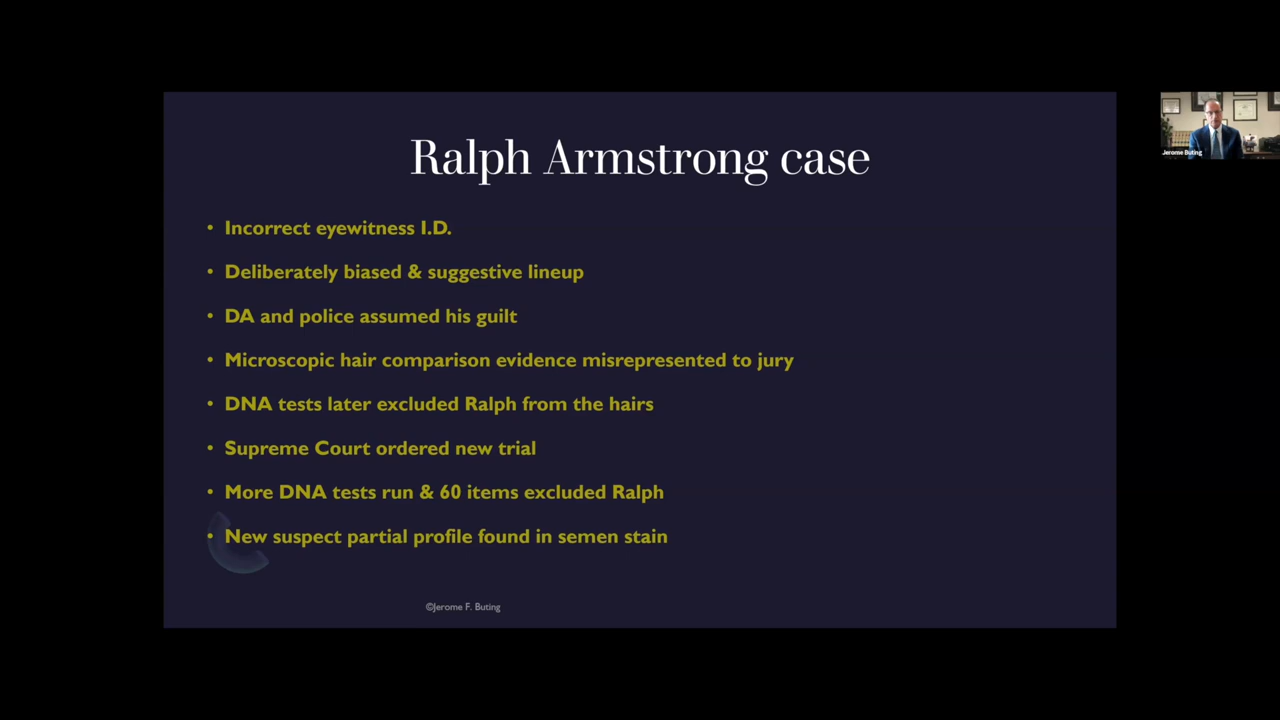 Ralph Armstrong case
• Incorrect eyewitness I.D.
• Deliberately biased & suggestive lineup
• DA and police assumed his guilt
• Microscopic hair comparison evidence misrepresented to jury
• DNA tests later excluded Ralph from the hairs
• Supreme Court ordered new trial
• More DNA tests run & 60 items excluded Ralph
• New suspect partial profile found in semen stain
©Jerome F. Buting
Jerome Buting